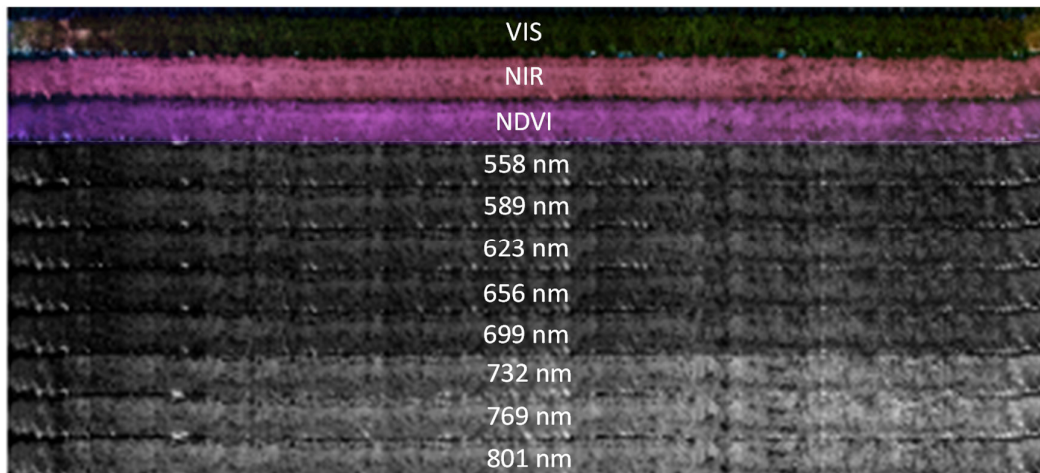 VIS
NIR
NDVI
558 nm
589 nm
623 nm
656 nm
699 nm
732 nm
769 nm
801 nm